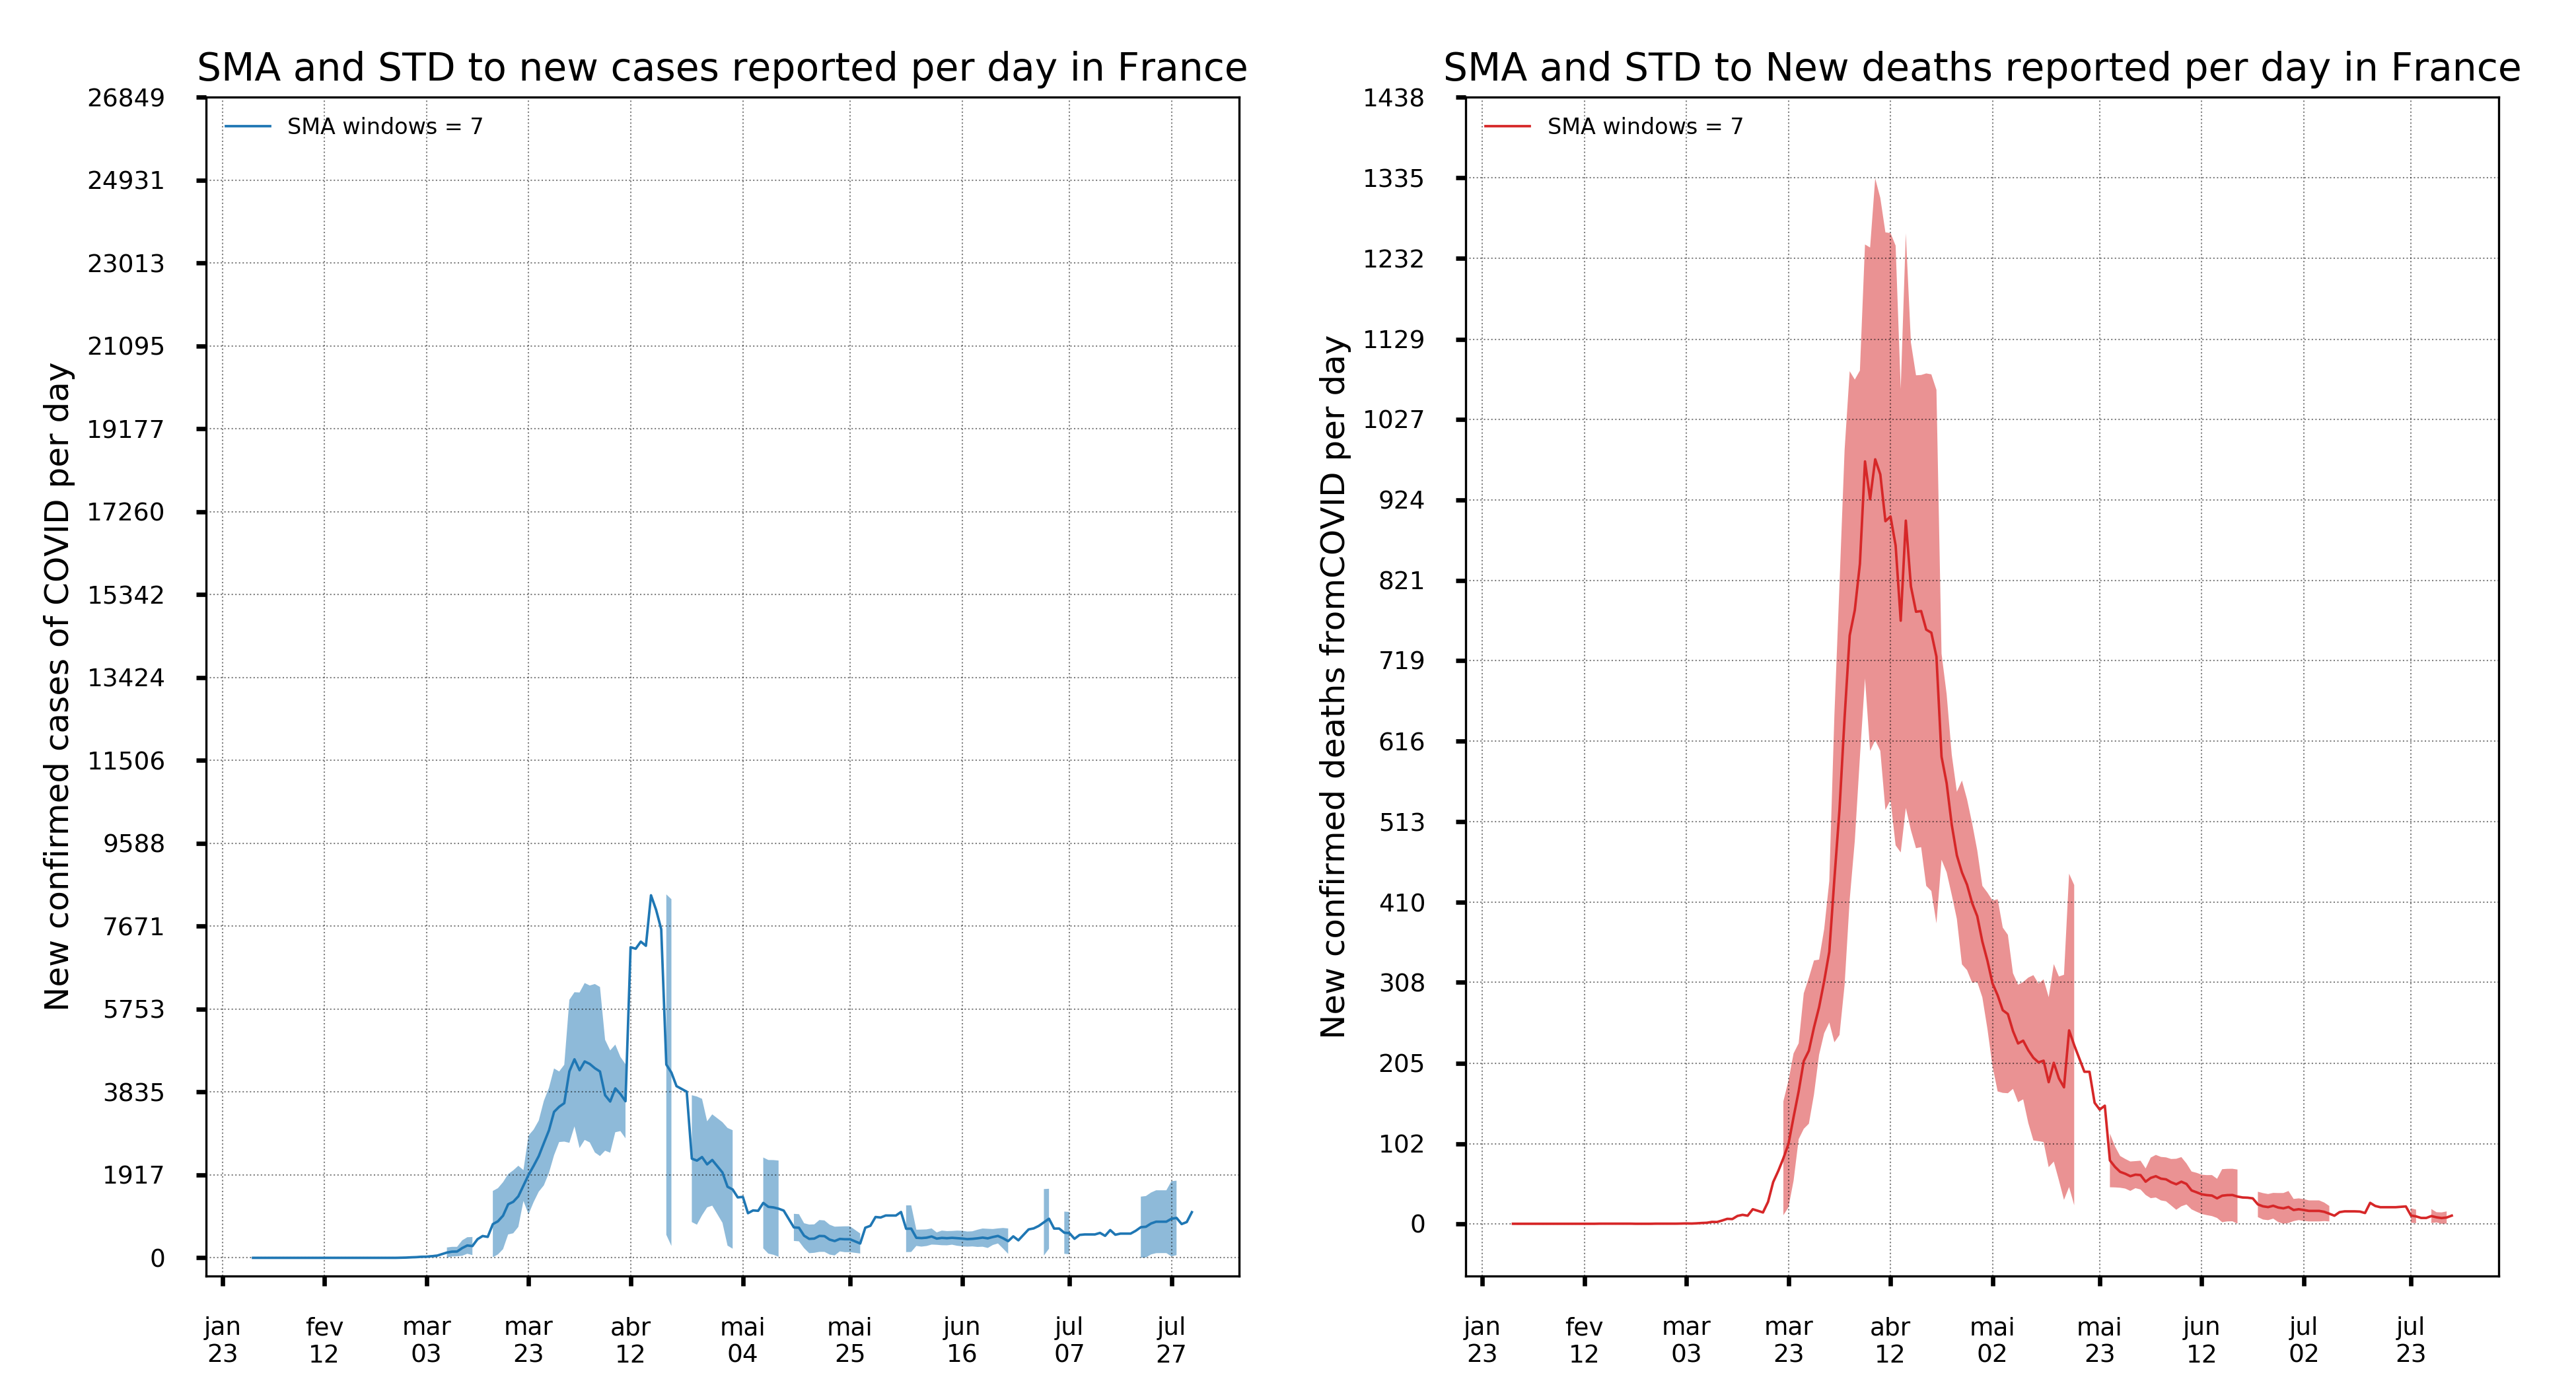 SMA and STD to new cases reported per day in France
New confirmed cases of COVID per day
26849
24931
23013
21095
19177
17260
15342
13424
11506
9588
7671
5753
3835
1917
0
SMA windows = 7
jan
23
fev
12
mar
03
mar
23
abr
12
mai
04
mai
25
jun
16
jul
07
jul
27
SMA and STD to New deaths reported per day in France
New confirmed deaths fromCOVID per day
1438
1335
1232
1129
1027
924
821
719
616
513
410
308
205
102
0
SMA windows = 7
jan
23
fev
12
mar
03
mar
23
abr
12
mai
02
mai
23
jun
12
jul
02
jul
23